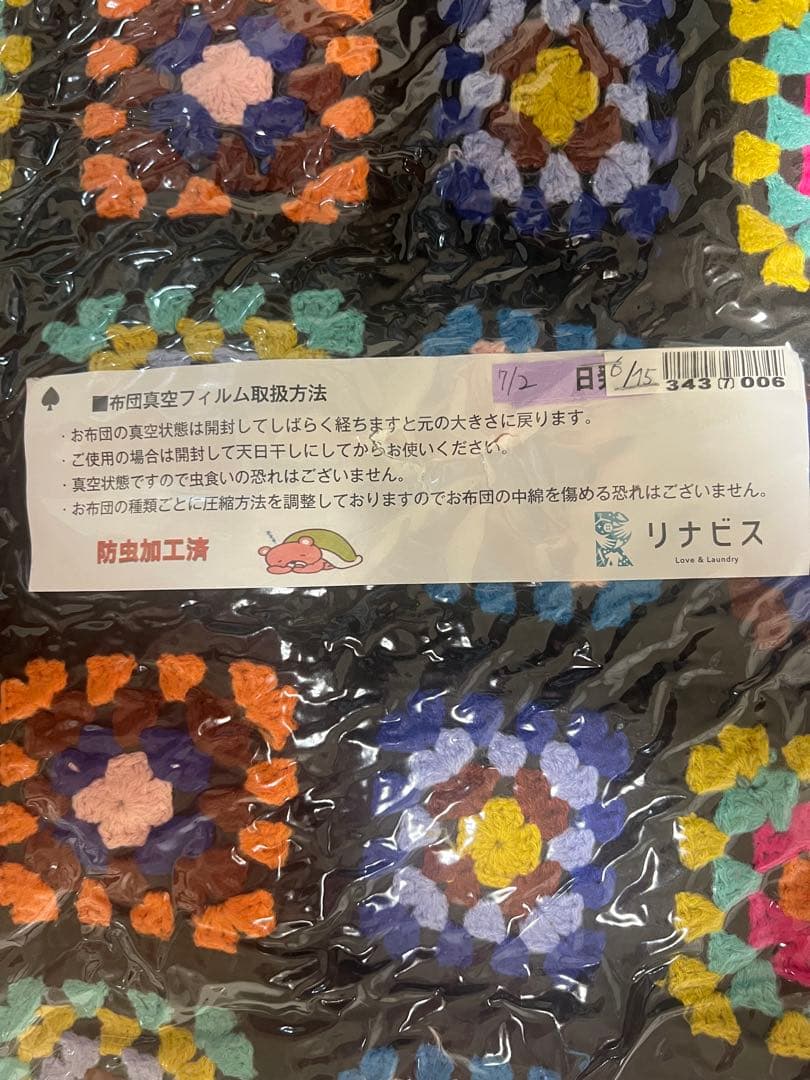 ♠ ■布団真空フィルム取扱方法
7/2 日 6/15
343(7)006
・お布団の真空状態は開封してしばらく経ちますと元の大きさに戻ります。
・ご使用の場合は開封して天日干しにしてからお使いください。
・真空状態ですので虫食いの恐れはございません。
・お布団の種類ごとに圧縮方法を調整しておりますのでお布団の中綿を傷める恐れはございません。
防虫加工済
リナビス
Love & Laundry